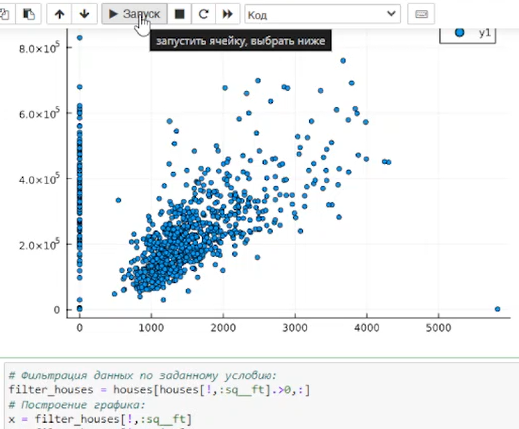 Запуск
Код
запустить ячейку, выбрать ниже
y1
8.0×10⁵
6.0×10⁵
4.0×10⁵
2.0×10⁵
0
0 1000 2000 3000 4000 5000
# Фильтрация данных по заданному условию:
filter_houses = houses[houses[!,:sq__ft].>0,:]
# Построение графика:
x = filter_houses[!,:sq__ft]